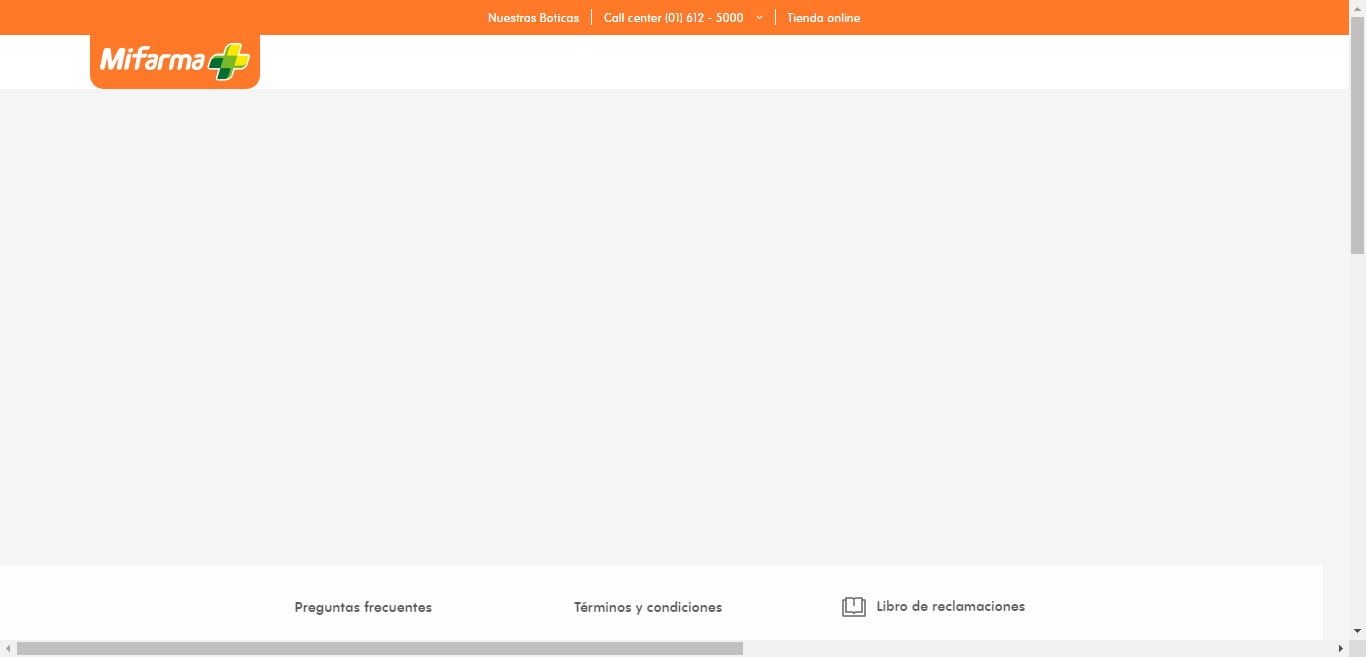 Nuestras Boticas
Call center (01) 612 - 5000
Tienda online
Mifarma
Preguntas frecuentes
Términos y condiciones
Libro de reclamaciones